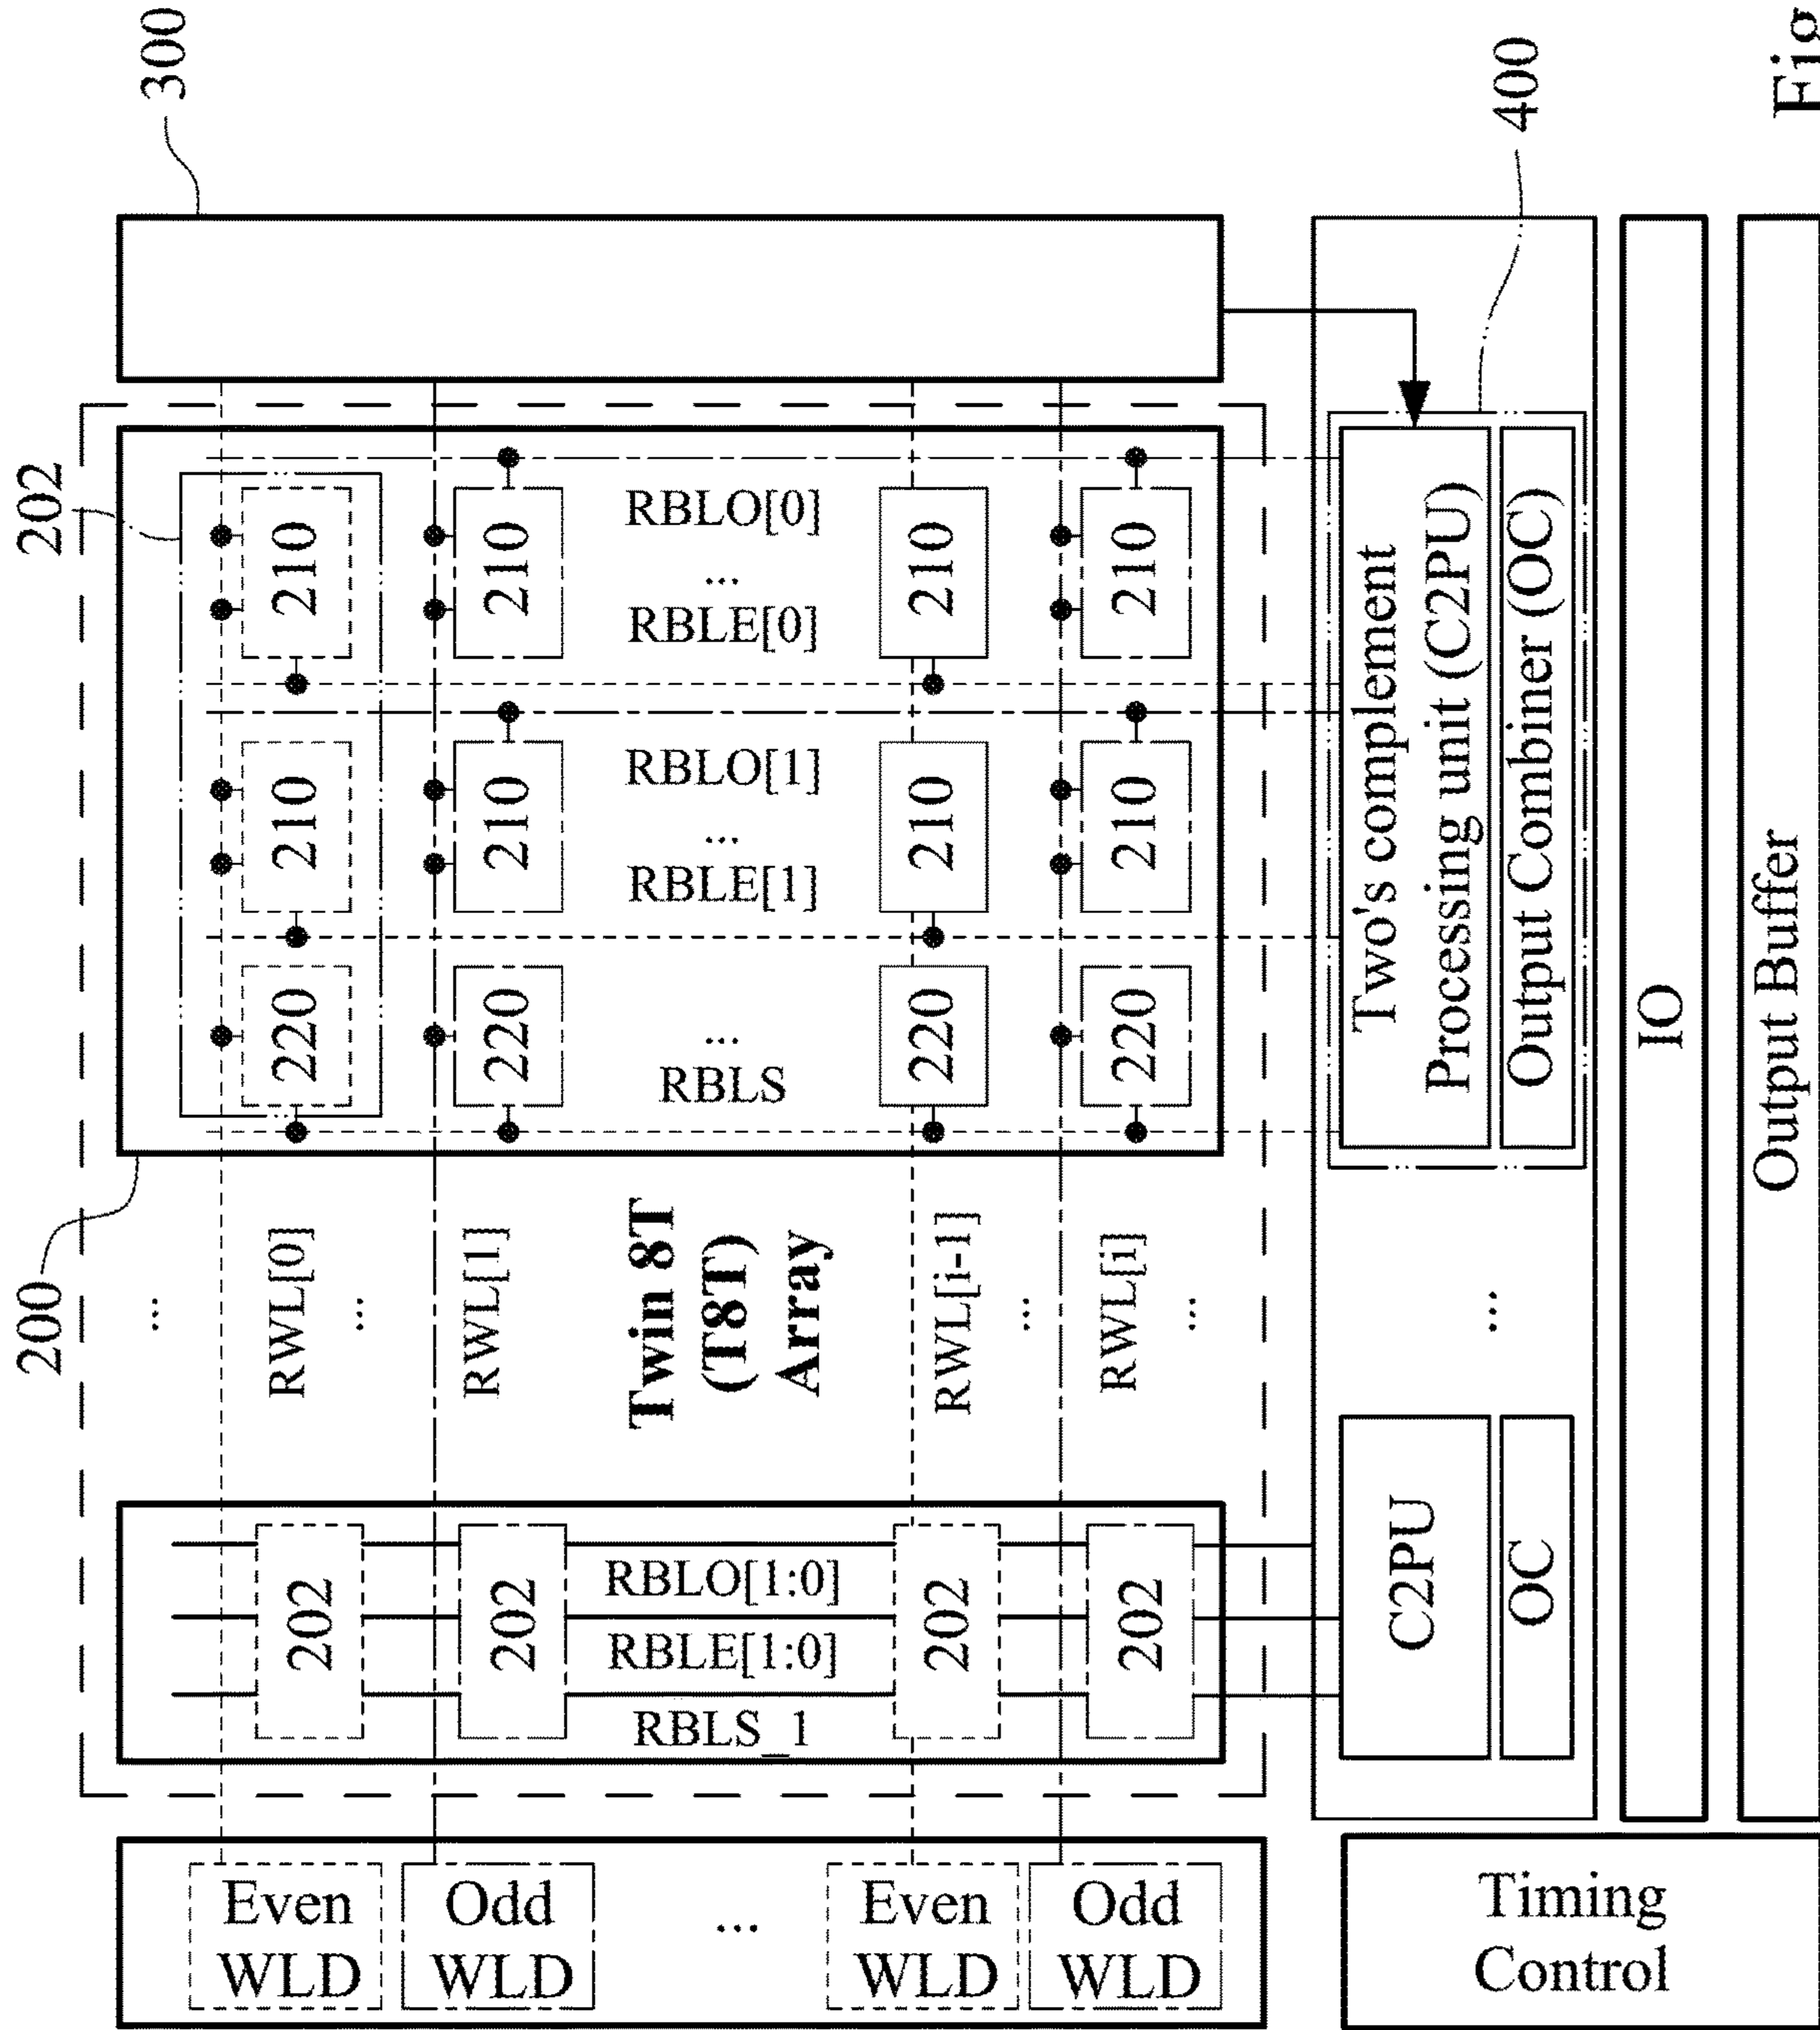 200
202
300
...
Even
WLD
202
RWL[0]
220
210
210
...
Odd
WLD
202
RWL[1]
220
210
210
RBLS_1
RBLE[1:0]
RBLO[1:0]
Twin 8T
(T8T)
Array
...
RBLS
...
RBLE[1]
...
RBLO[1]
RBLE[0]
...
RBLO[0]
Even
WLD
202
RWL[i-1]
220
210
210
...
Odd
WLD
202
RWL[i]
220
210
210
...
Timing
Control
C2PU
OC
...
Two's complement
Processing unit (C2PU)
Output Combiner (OC)
400
IO
Output Buffer
Fig